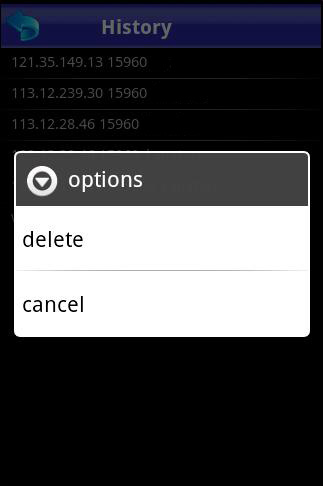 History
121.35.149.13 15960
113.12.239.30 15960
113.12.28.46 15960
options
delete
cancel